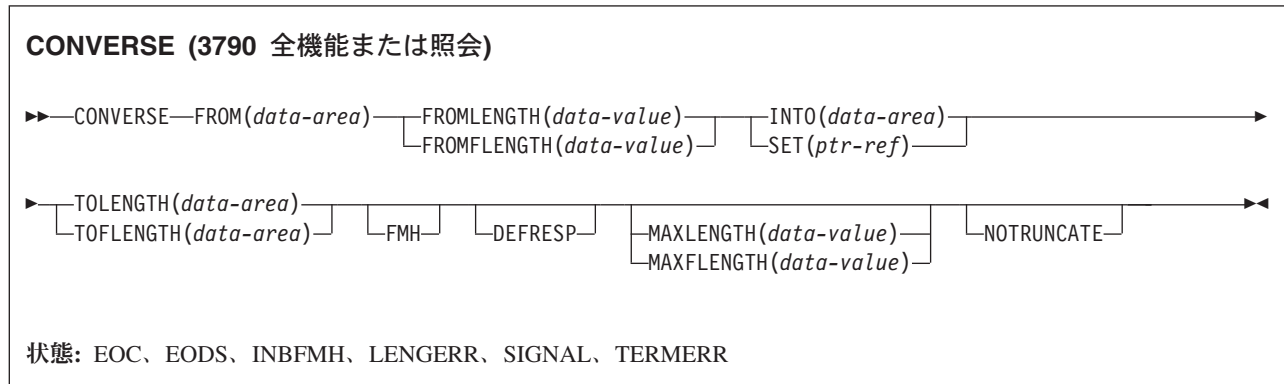 CONVERSE (3790 全機能または照会)
CONVERSE FROM(data-area) FROMLENGTH(data-value) INTO(data-area)
FROMFLENGTH(data-value) SET(ptr-ref)
TOLENGTH(data-area)
TOFLENGTH(data-area) FMH DEFRESP MAXLENGTH(data-value) NOTRUNCATE
MAXFLENGTH(data-value)
状態: EOC、EODS、INBFMH、LENGERR、SIGNAL、TERMERR